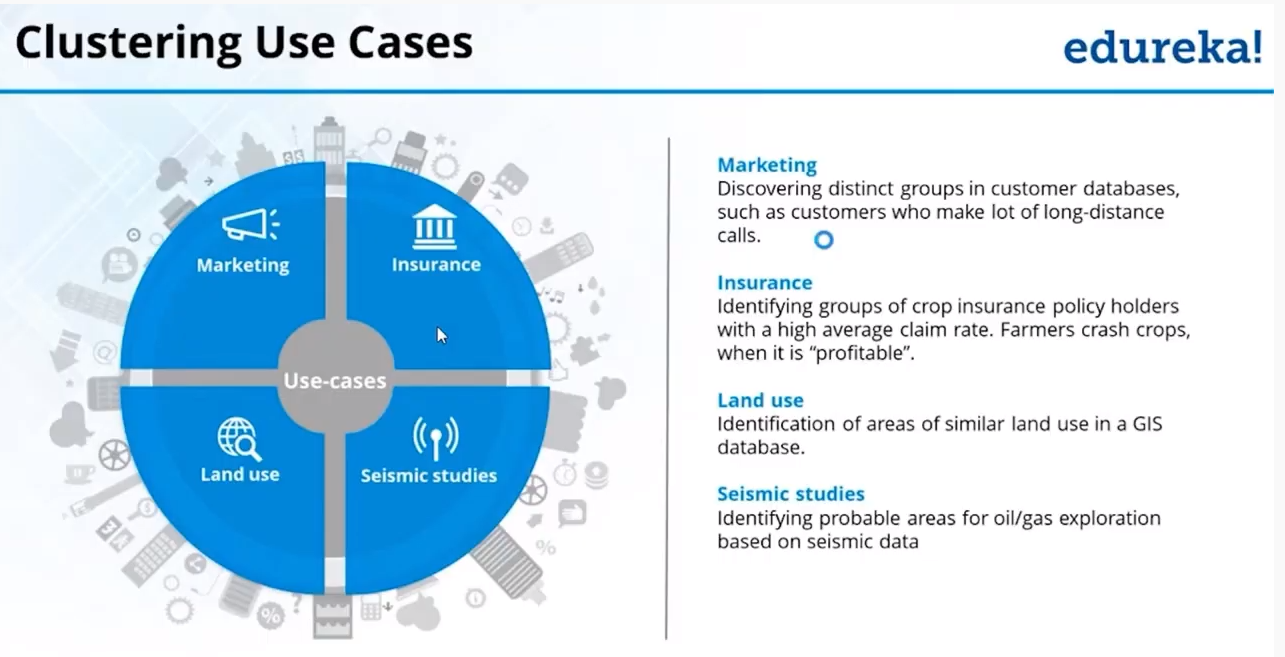 Clustering Use Cases
edureka!
Marketing
Insurance
Use-cases
Land use
Seismic studies
Marketing
Discovering distinct groups in customer databases,
such as customers who make lot of long-distance
calls.
Insurance
Identifying groups of crop insurance policy holders
with a high average claim rate. Farmers crash crops,
when it is “profitable”.
Land use
Identification of areas of similar land use in a GIS
database.
Seismic studies
Identifying probable areas for oil/gas exploration
based on seismic data